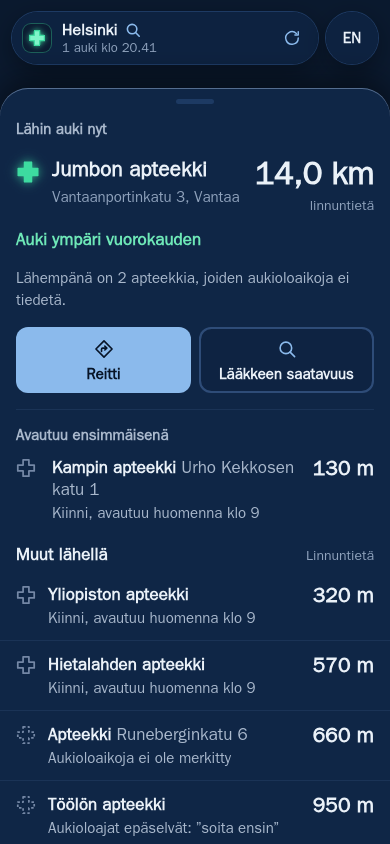 Helsinki
1 auki klo 20.41
EN
Lähin auki nyt
Jumbon apteekki
14,0 km
Vantaanportinkatu 3, Vantaa
linnuntietä
Auki ympäri vuorokauden
Lähempänä on 2 apteekkia, joiden aukioloaikoja ei
tiedetä.
Reitti
Lääkkeen saatavuus
Avautuu ensimmäisenä
Kampin apteekki Urho Kekkosen
katu 1
130 m
Kiinni, avautuu huomenna klo 9
Muut lähellä
Linnuntietä
Yliopiston apteekki
320 m
Kiinni, avautuu huomenna klo 9
Hietalahden apteekki
570 m
Kiinni, avautuu huomenna klo 9
Apteekki Runeberginkatu 6
660 m
Aukioloaikoja ei ole merkitty
Töölön apteekki
950 m
Aukioloajat epäselvät: "soita ensin"